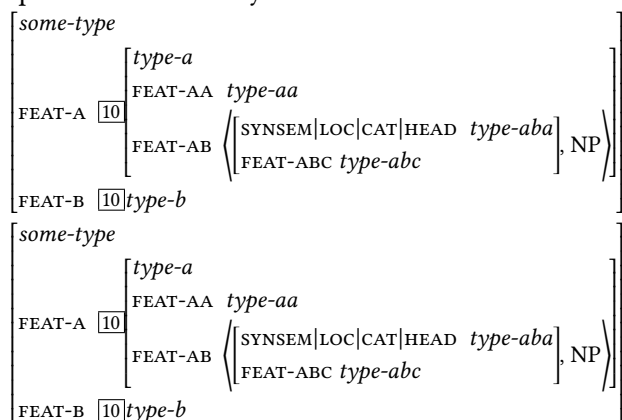 some-type
type-a
FEAT-AA type-aa
FEAT-A 10
SYNSEM|LOC|CAT|HEAD type-aba
FEAT-AB ⟨ , NP⟩
FEAT-ABC type-abc
FEAT-B 10 type-b
some-type
type-a
FEAT-AA type-aa
FEAT-A 10
SYNSEM|LOC|CAT|HEAD type-aba
FEAT-AB ⟨ , NP⟩
FEAT-ABC type-abc
FEAT-B 10 type-b